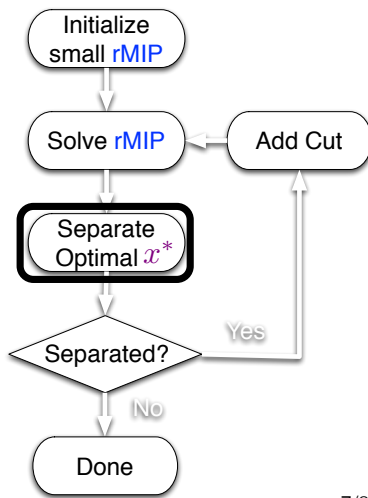 Initialize
small rMIP
Solve rMIP
Add Cut
Separate
Optimal x*
Separated?
Yes
No
Done